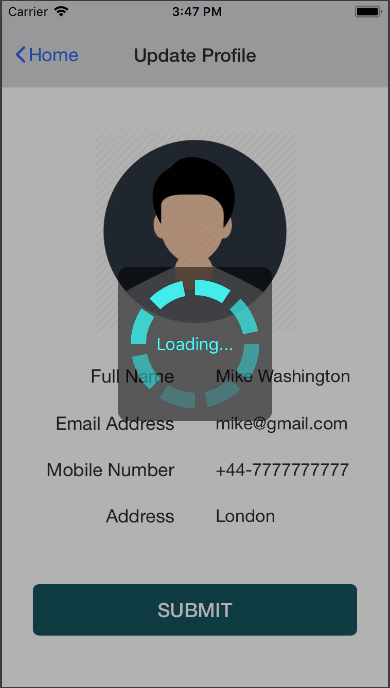 Carrier 3:47 PM
Home Update Profile
Loading...
Full Name Mike Washington
Email Address mike@gmail.com
Mobile Number +44-7777777777
Address London
SUBMIT